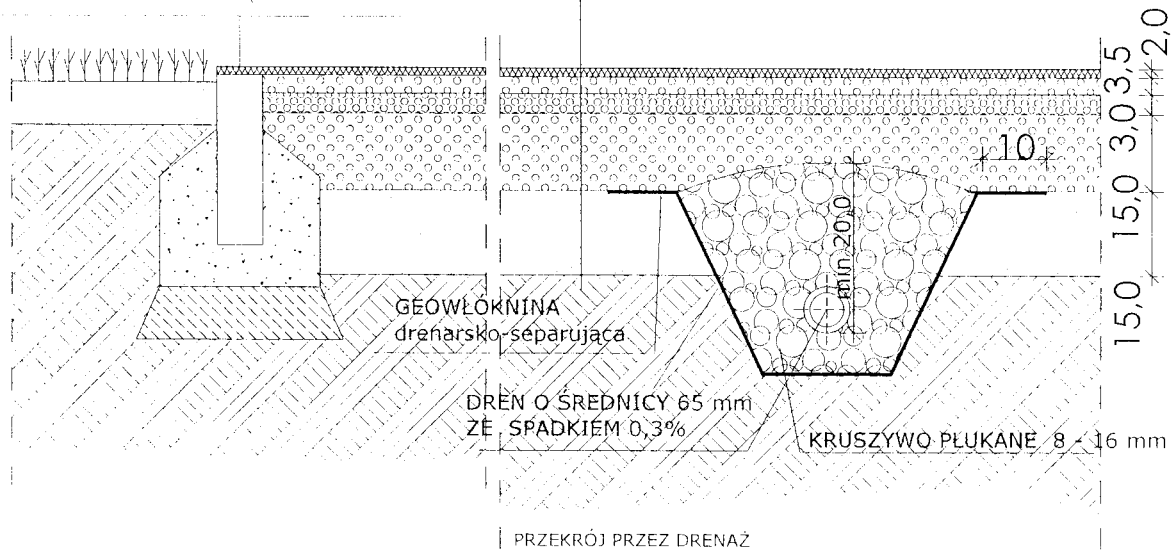 2,0
3,5
3,0
15,0
15,0
10
min 20,0
GEOWŁÓKNINA
drenarsko-separująca
DREN O ŚREDNICY 65 mm
ZE SPADKIEM 0,3%
KRUSZYWO PŁUKANE 8 - 16 mm
PRZEKRÓJ PRZEZ DRENAŻ